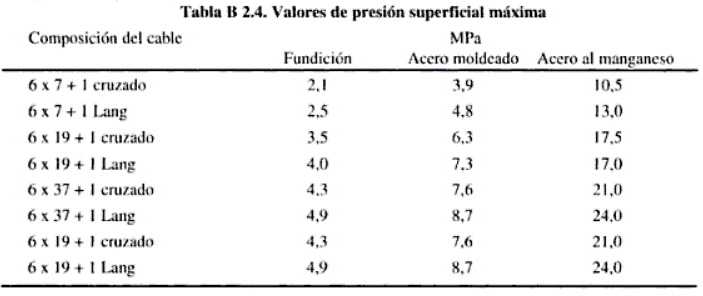 Tabla B 2.4. Valores de presión superficial máxima
Composición del cable MPa
Fundición Acero moldeado Acero al manganeso
6 x 7 + 1 cruzado 2,1 3,9 10,5
6 x 7 + 1 Lang 2,5 4,8 13,0
6 x 19 + 1 cruzado 3,5 6,3 17,5
6 x 19 + 1 Lang 4,0 7,3 17,0
6 x 37 + 1 cruzado 4,3 7,6 21,0
6 x 37 + 1 Lang 4,9 8,7 24,0
6 x 19 + 1 cruzado 4,3 7,6 21,0
6 x 19 + 1 Lang 4,9 8,7 24,0